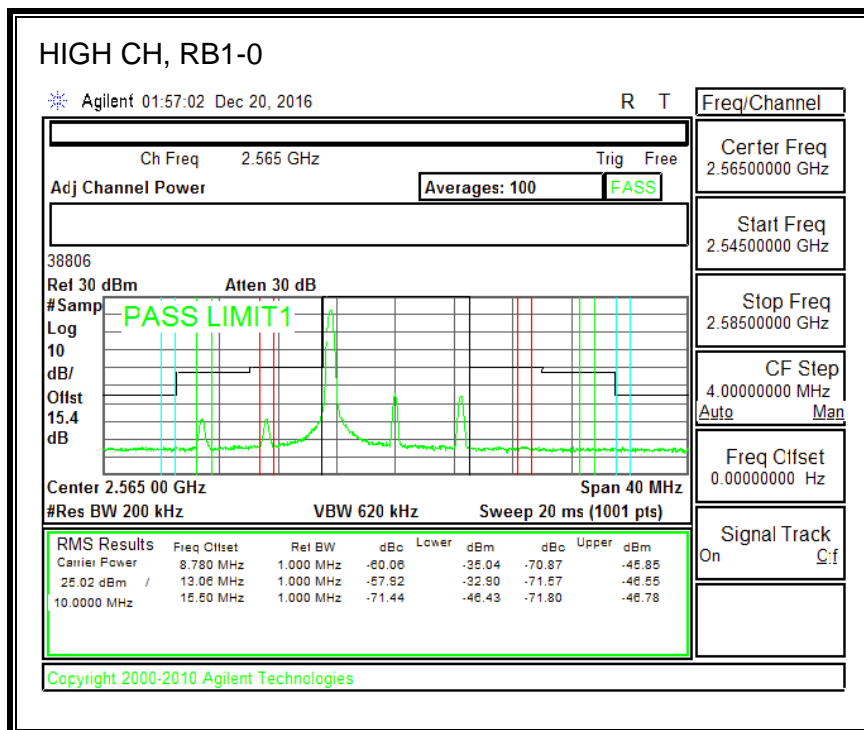 HIGH CH, RB1-0
Agilent 01:57:02 Dec 20, 2016 R T
Freq/Channel
Ch Freq 2.565 GHz Trig Free
Adj Channel Power Averages: 100 PASS
Center Freq
2.56500000 GHz
Start Freq
2.54500000 GHz
Stop Freq
2.58500000 GHz
CF Step
4.00000000 MHz
Auto Man
Freq Offset
0.00000000 Hz
Signal Track
On Off
38806
Ref 30 dBm Atten 30 dB
#Samp
Log
10
dB/
Offst
15.4
dB
PASS LIMIT1
Center 2.565 00 GHz Span 40 MHz
#Res BW 200 kHz VBW 620 kHz Sweep 20 ms (1001 pts)
RMS Results Freq Offset Ref BW dBc Lower dBm dBc Upper dBm
Carrier Power 8.780 MHz 1.000 MHz -60.06 -35.04 -70.87 -45.85
25.02 dBm / 13.06 MHz 1.000 MHz -57.92 -32.90 -71.57 -46.55
10.0000 MHz 15.50 MHz 1.000 MHz -71.44 -46.43 -71.80 -46.78
Copyright 2000-2010 Agilent Technologies